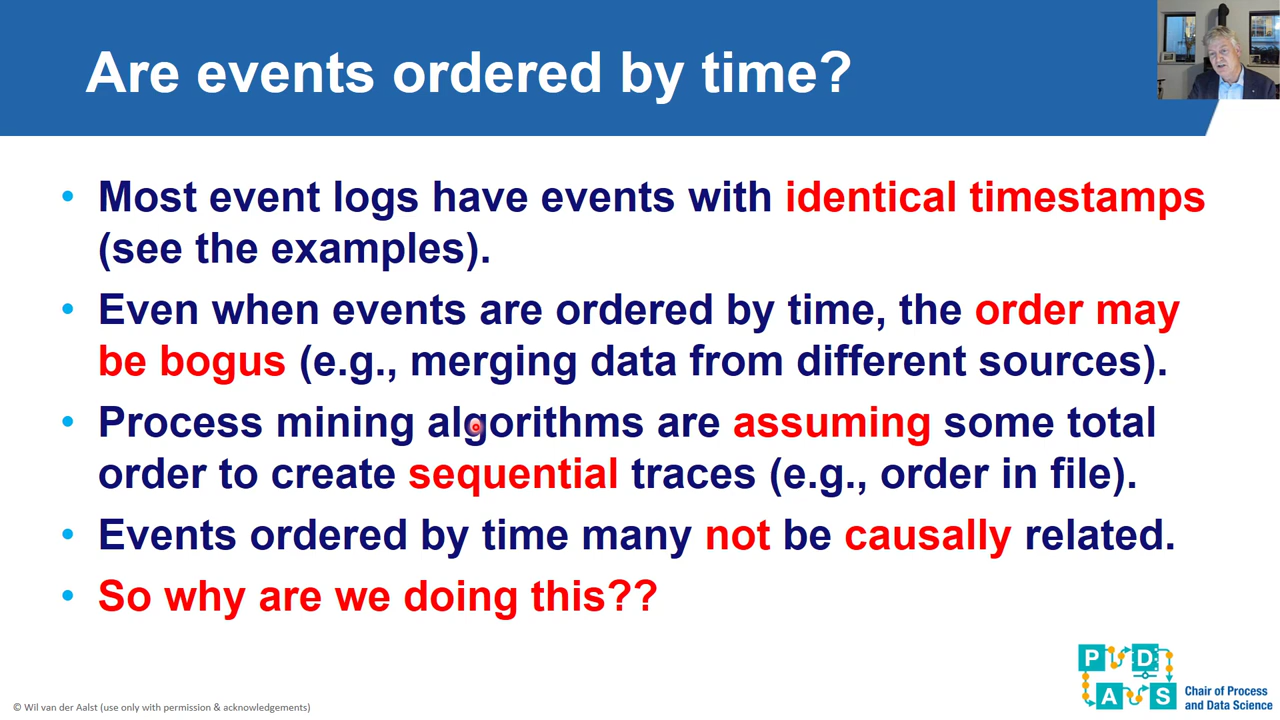 Are events ordered by time?
• Most event logs have events with identical timestamps
(see the examples).
• Even when events are ordered by time, the order may
be bogus (e.g., merging data from different sources).
• Process mining algorithms are assuming some total
order to create sequential traces (e.g., order in file).
• Events ordered by time many not be causally related.
• So why are we doing this??
P D
A S
Chair of Process
and Data Science
© Wil van der Aalst (use only with permission & acknowledgements)